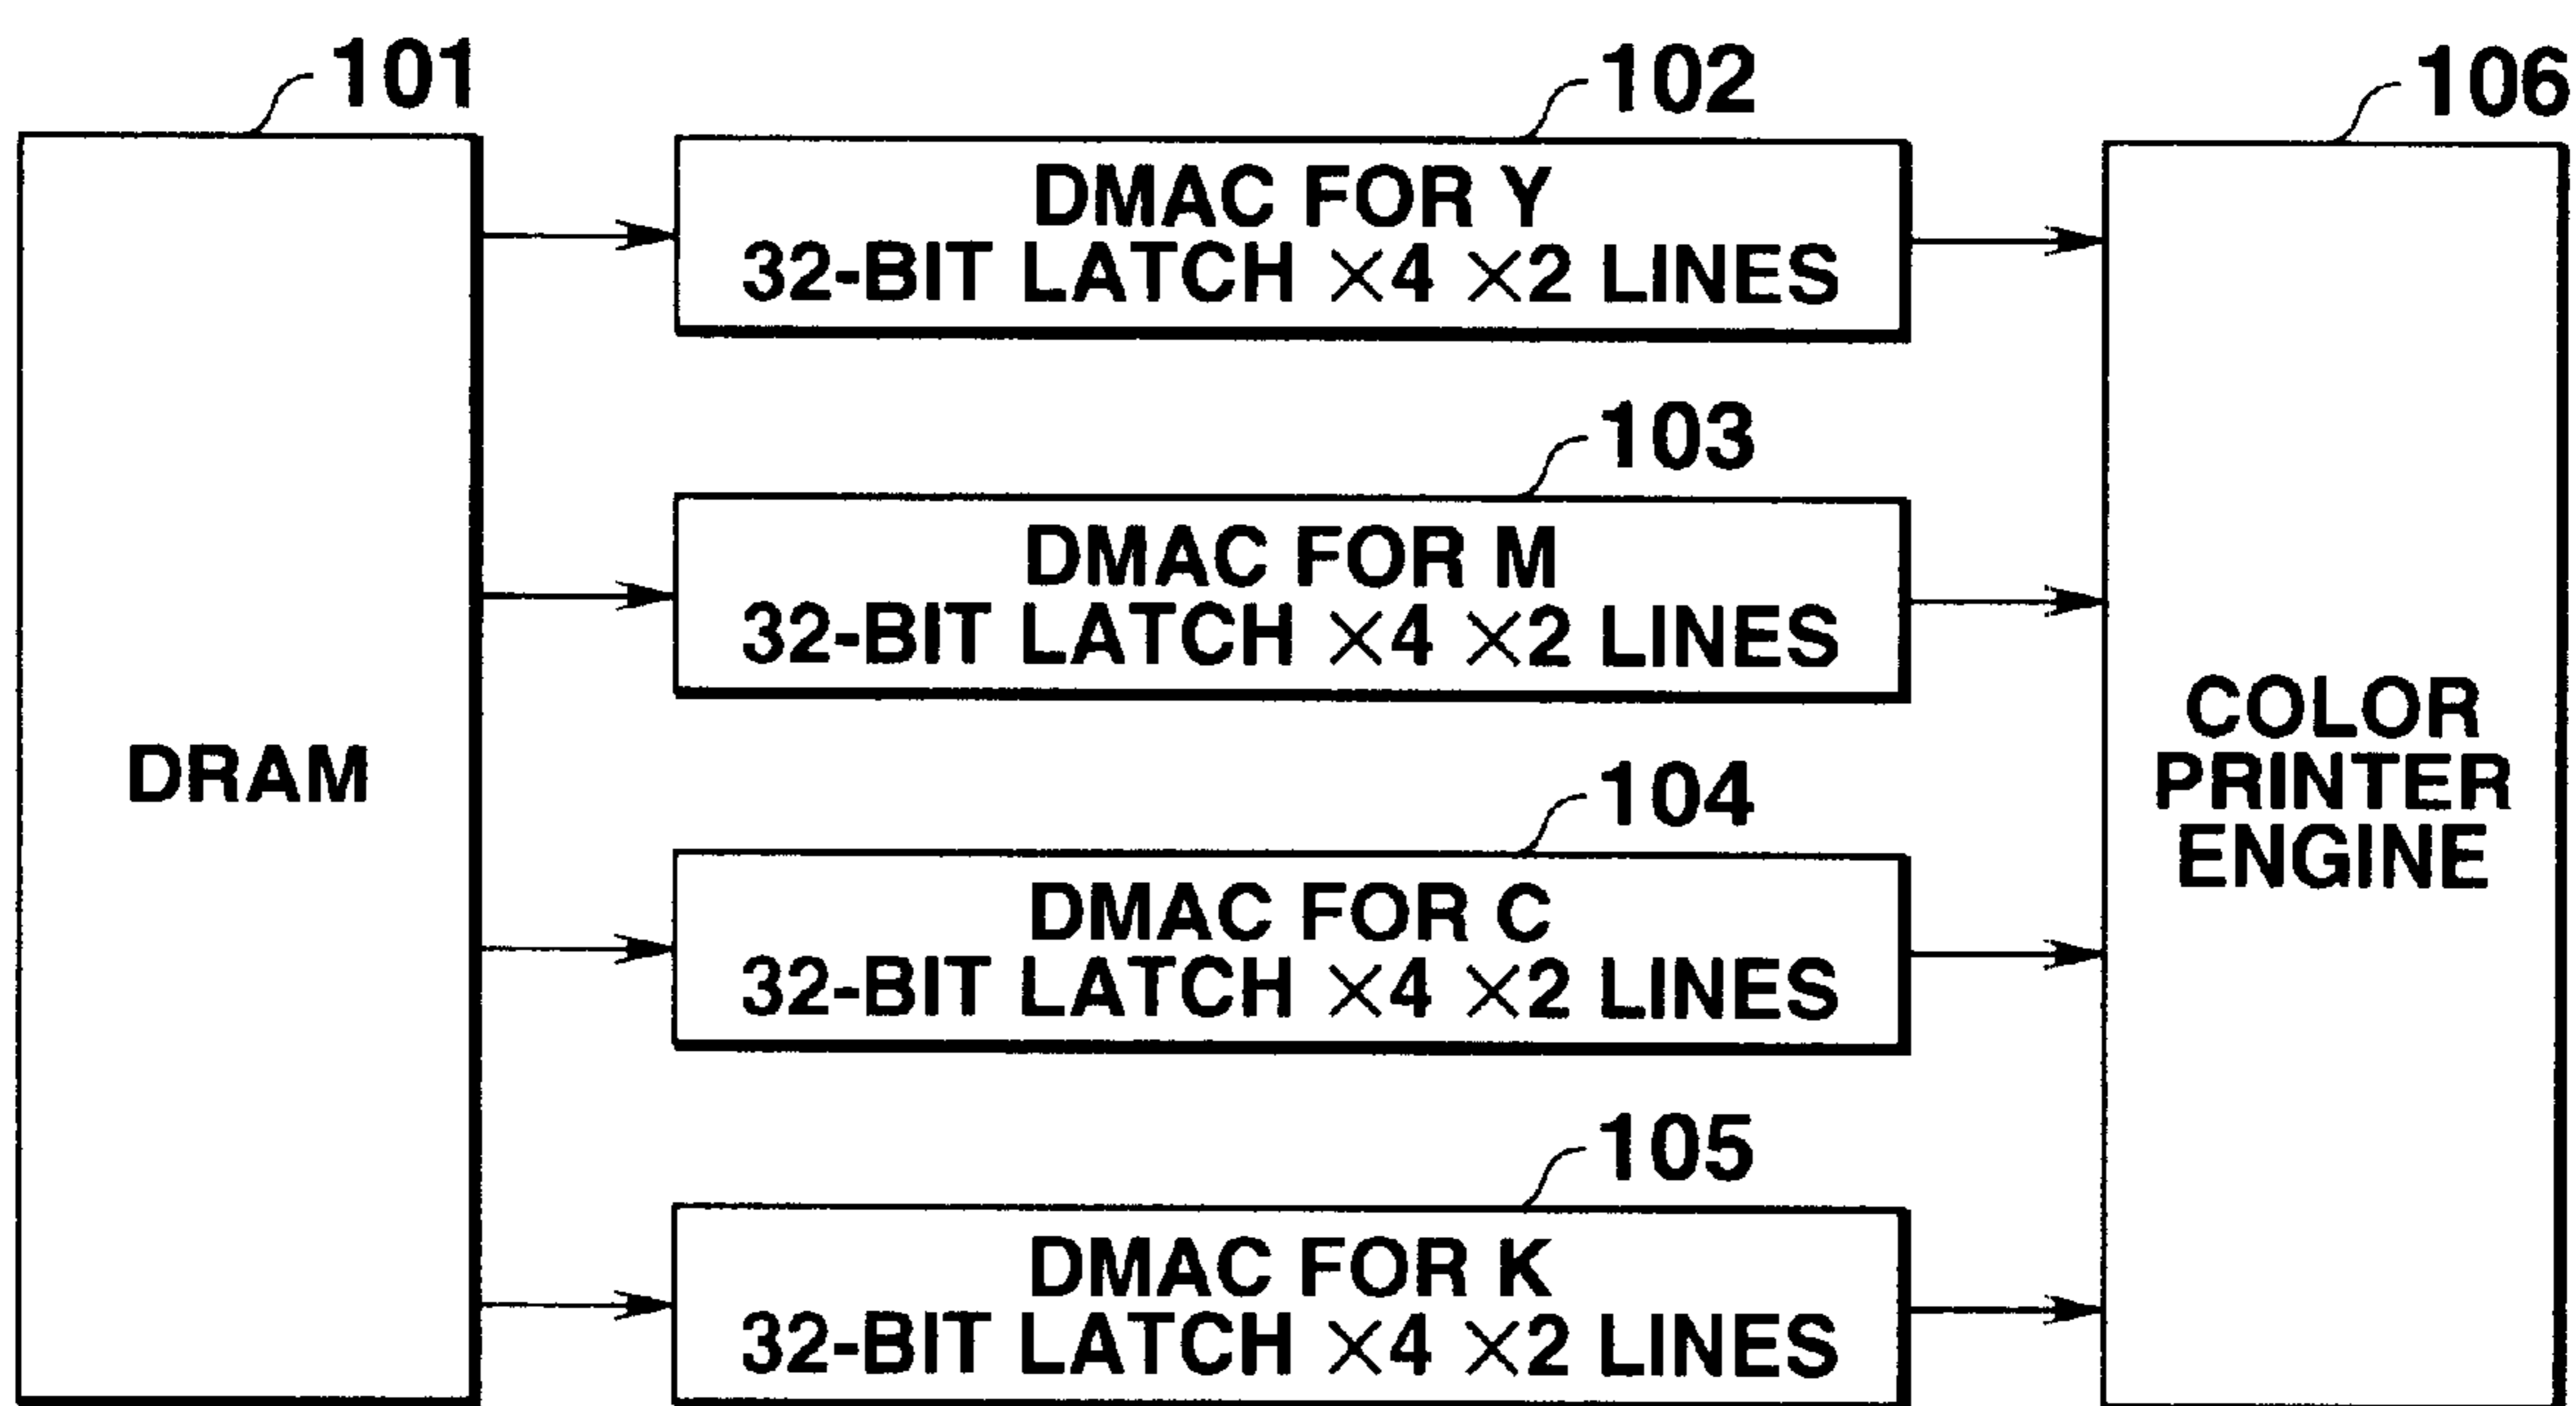 101
102
106
DMAC FOR Y
32-BIT LATCH ×4 ×2 LINES
103
DMAC FOR M
32-BIT LATCH ×4 ×2 LINES
DRAM
COLOR
PRINTER
ENGINE
104
DMAC FOR C
32-BIT LATCH ×4 ×2 LINES
105
DMAC FOR K
32-BIT LATCH ×4 ×2 LINES